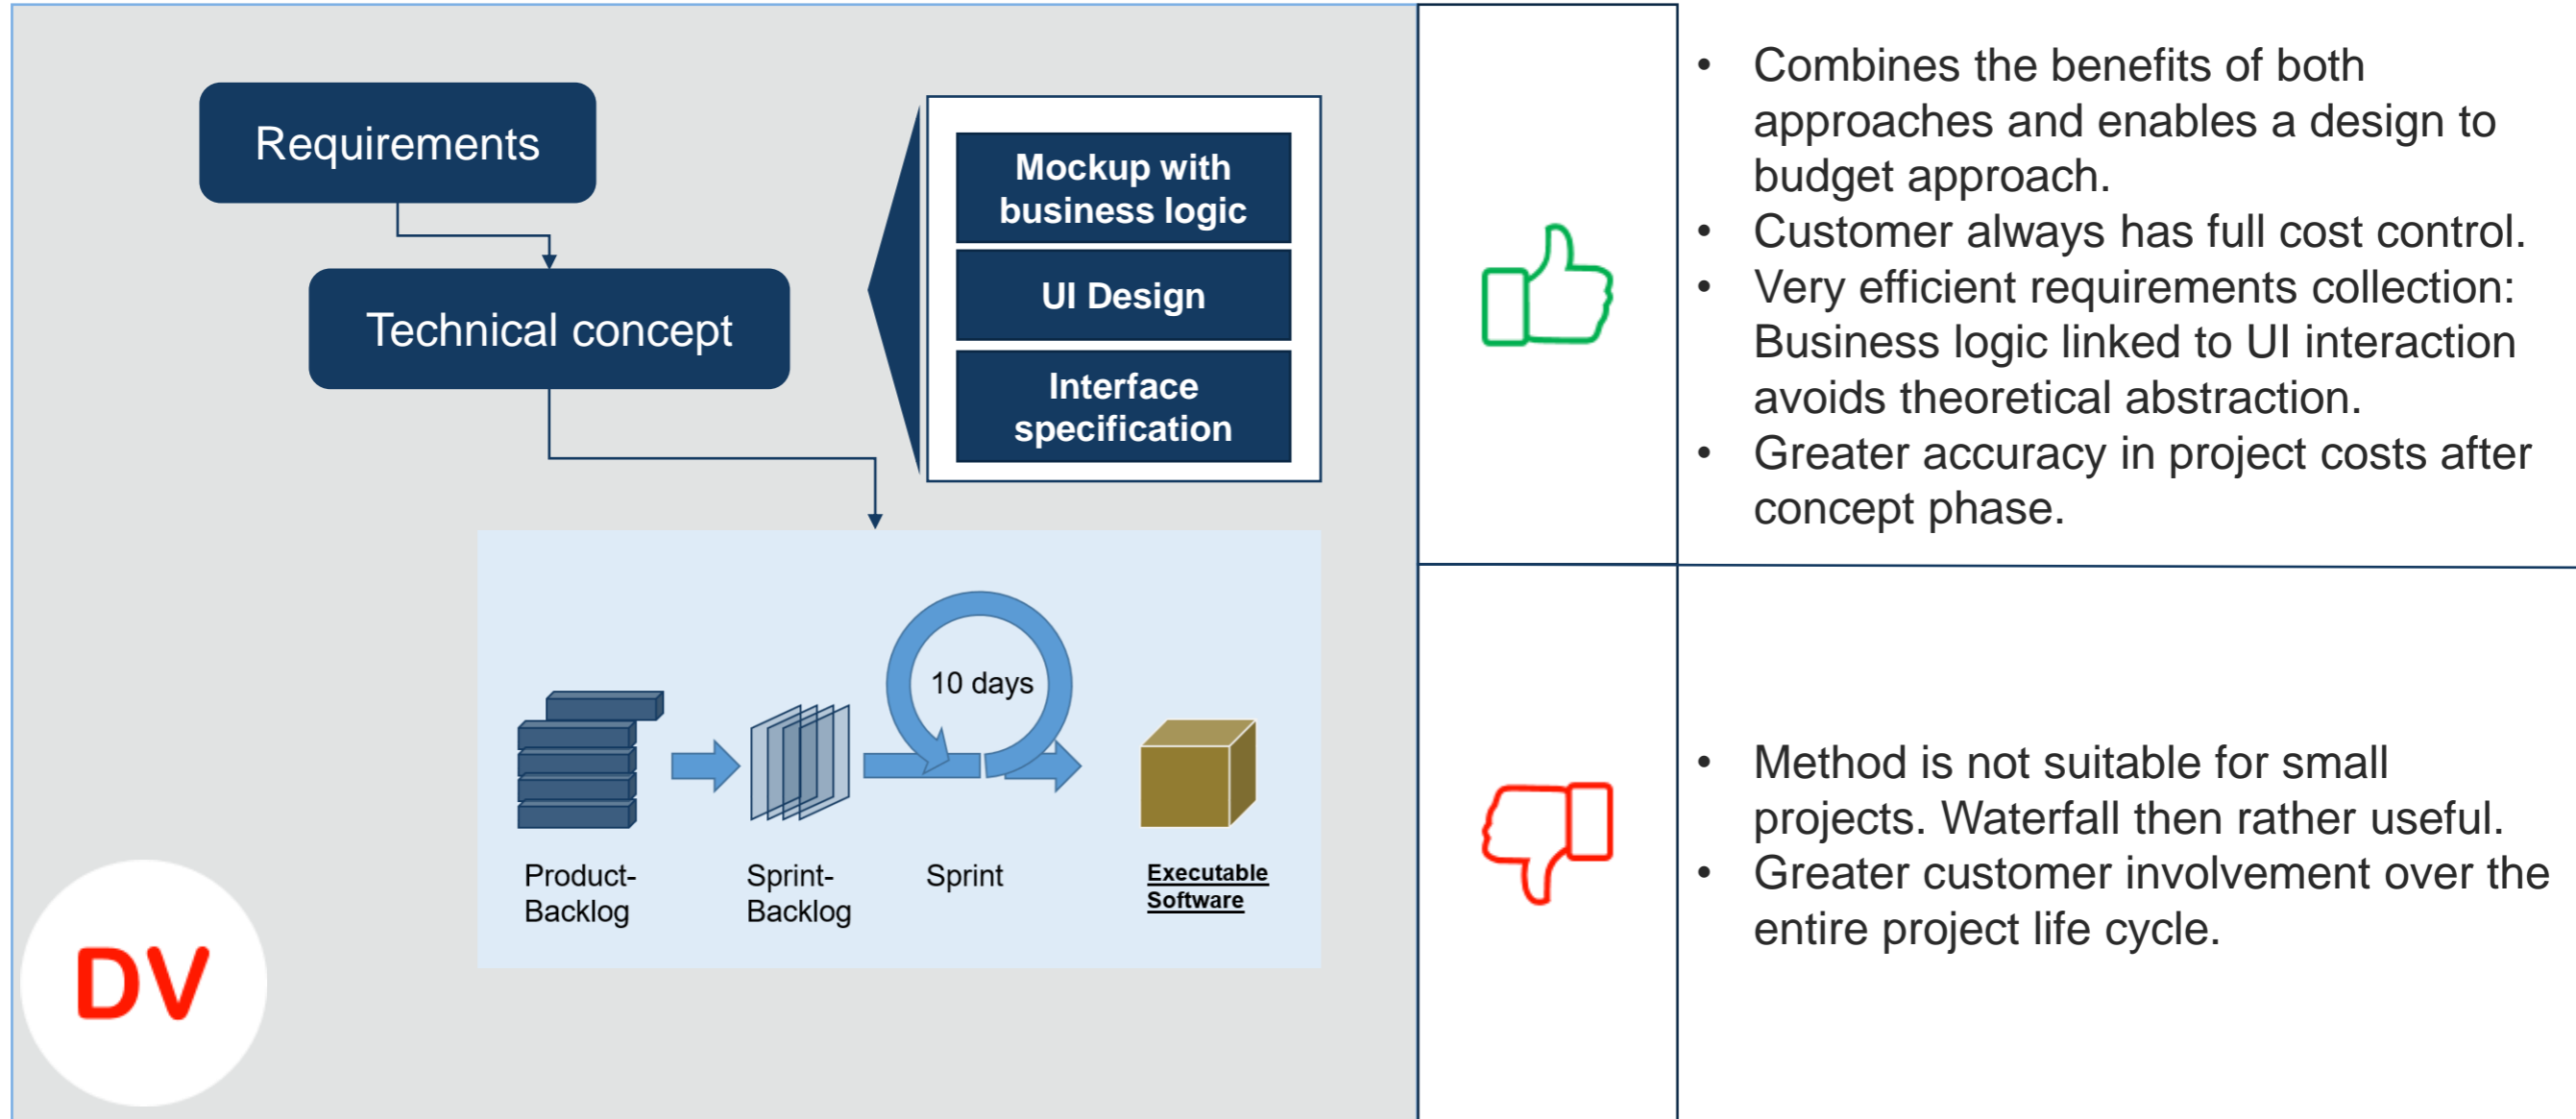 Requirements
Technical concept
Mockup with
business logic
UI Design
Interface
specification
10 days
Product-
Backlog
Sprint-
Backlog
Sprint
Executable
Software
DV
• Combines the benefits of both
approaches and enables a design to
budget approach.
• Customer always has full cost control.
• Very efficient requirements collection:
Business logic linked to UI interaction
avoids theoretical abstraction.
• Greater accuracy in project costs after
concept phase.
• Method is not suitable for small
projects. Waterfall then rather useful.
• Greater customer involvement over the
entire project life cycle.